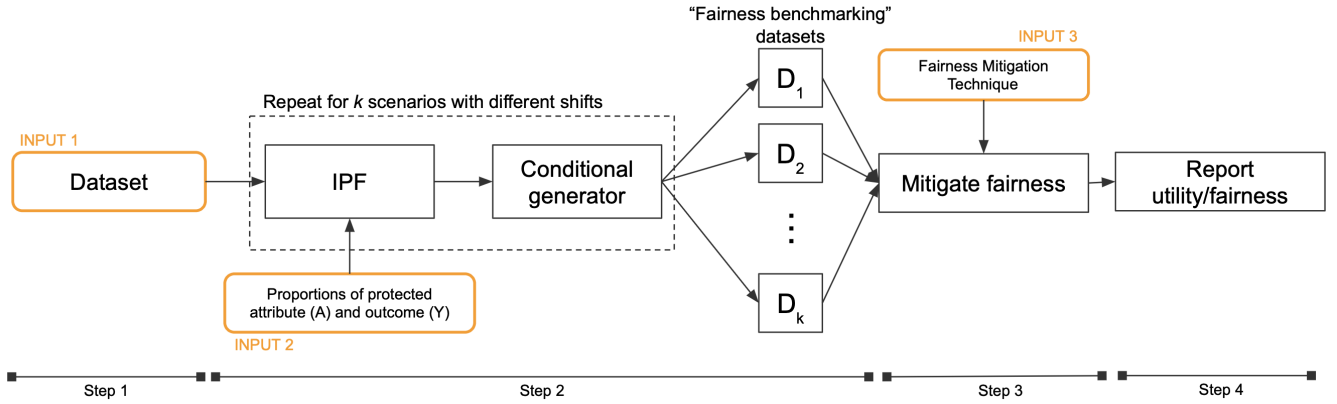 “Fairness benchmarking”
datasets
INPUT 3
Fairness Mitigation
Technique
Repeat for k scenarios with different shifts
INPUT 1
Dataset
IPF
Conditional
generator
D1
D2
⋮
Dk
Mitigate fairness
Report
utility/fairness
Proportions of protected
attribute (A) and outcome (Y)
INPUT 2
Step 1
Step 2
Step 3
Step 4